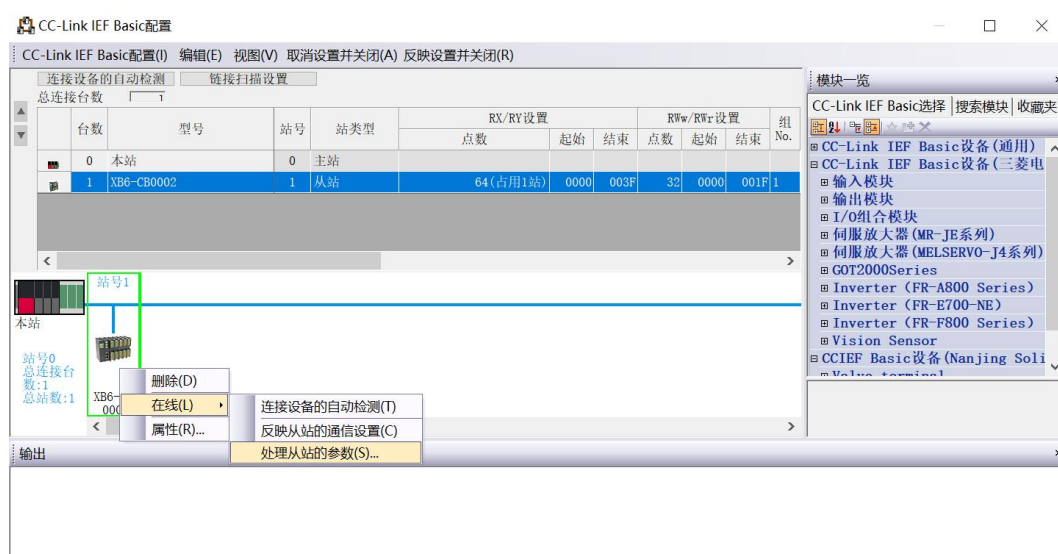 CC-Link IEF Basic配置
CC-Link IEF Basic配置(I) 编辑(E) 视图(V) 取消设置并关闭(A) 反映设置并关闭(R)
连接设备的自动检测 链接扫描设置
总连接台数 1
台数 型号 站号 站类型 RX/RY设置 RWw/RWr设置 组No.
点数 起始 结束 点数 起始 结束
0 本站 0 主站
1 XB6-CB0002 1 从站 64(占用1站) 0000 003F 32 0000 001F 1
站号1
本站
站号0
总连接台
数:1
总站数:1
XB6-
000
删除(D)
在线(L)
属性(R)...
连接设备的自动检测(T)
反映从站的通信设置(C)
处理从站的参数(S)...
模块一览
CC-Link IEF Basic选择 搜索模块 收藏夹
CC-Link IEF Basic设备(通用)
CC-Link IEF Basic设备(三菱电
输入模块
输出模块
I/O组合模块
伺服放大器(MR-JE系列)
伺服放大器(MELSERVO-J4系列)
GOT2000Series
Inverter (FR-A800 Series)
Inverter (FR-E700-NE)
Inverter (FR-F800 Series)
Vision Sensor
CCIEF Basic设备(Nanjing Soli
Valve terminal
输出